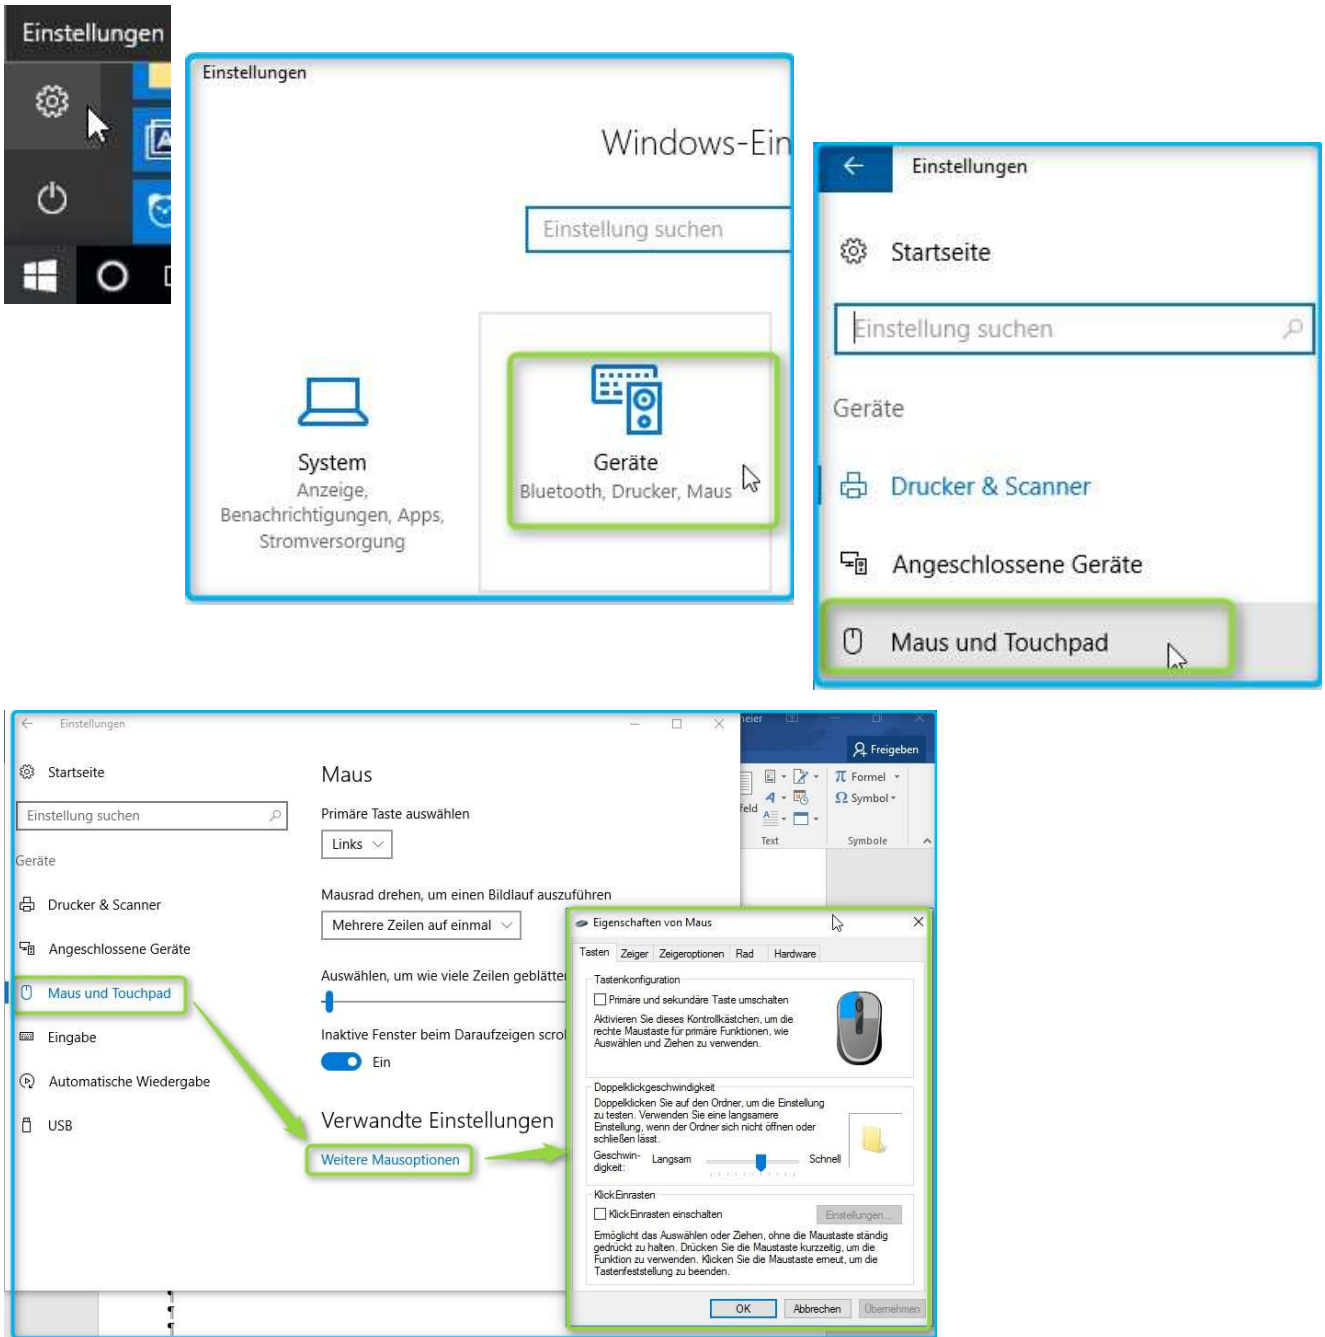 Einstellungen
Einstellungen
Windows-Ein
Einstellung suchen
System
Anzeige,
Benachrichtigungen, Apps,
Stromversorgung
Geräte
Bluetooth, Drucker, Maus
Einstellungen
Startseite
Einstellung suchen
Geräte
Drucker & Scanner
Angeschlossene Geräte
Maus und Touchpad
Einstellungen
Startseite
Einstellung suchen
Geräte
Drucker & Scanner
Angeschlossene Geräte
Maus und Touchpad
Eingabe
Automatische Wiedergabe
USB
Maus
Primäre Taste auswählen
Links
Mausrad drehen, um einen Bildlauf auszuführen
Mehrere Zeilen auf einmal
Auswählen, um wie viele Zeilen geblätter
Inaktive Fenster beim Daraufzeigen scrol
Ein
Verwandte Einstellungen
Weitere Mausoptionen
Freigeben
π Formel
feld
Ω Symbol
Text
Symbole
Eigenschaften von Maus
Tasten Zeiger Zeigeroptionen Rad Hardware
Tastenkonfiguration
Primäre und sekundäre Taste umschalten
Aktivieren Sie dieses Kontrollkästchen, um die
rechte Maustaste für primäre Funktionen, wie
Auswählen und Ziehen zu verwenden.
Doppelklickgeschwindigkeit
Doppelklicken Sie auf den Ordner, um die Einstellung
zu testen. Verwenden Sie eine langsamere
Einstellung, wenn der Ordner sich nicht öffnen oder
schließen lässt.
Geschwin-
digkeit:
Langsam
Schnell
KlickEinrasten
KlickEinrasten einschalten
Einstellungen...
Ermöglicht das Auswählen oder Ziehen, ohne die Maustaste ständig
gedrückt zu halten. Drücken Sie die Maustaste kurzzeitig, um die
Funktion zu verwenden. Klicken Sie die Maustaste erneut, um die
Tastenfeststellung zu beenden.
OK
Abbrechen
Übernehmen